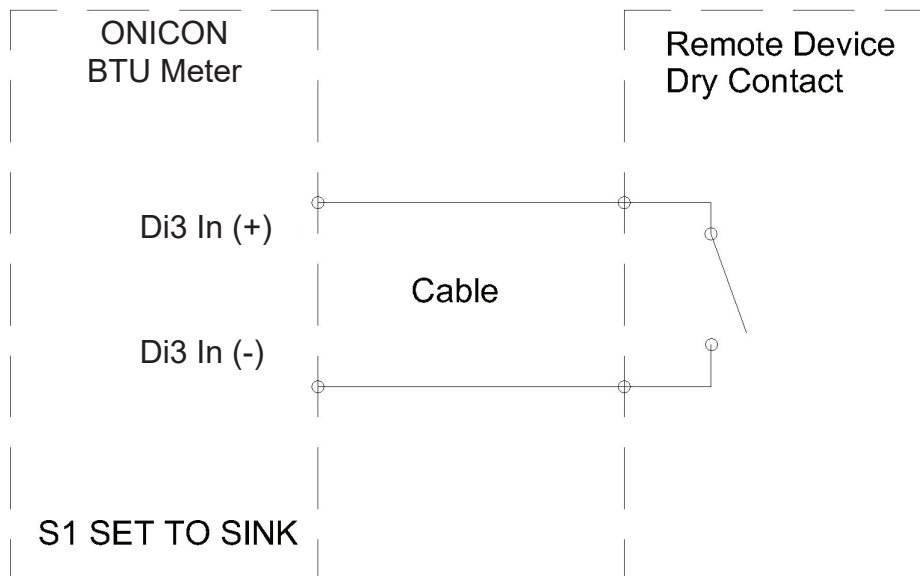 ONICON
BTU Meter
Remote Device
Dry Contact
Di3 In (+)
Cable
Di3 In (-)
S1 SET TO SINK